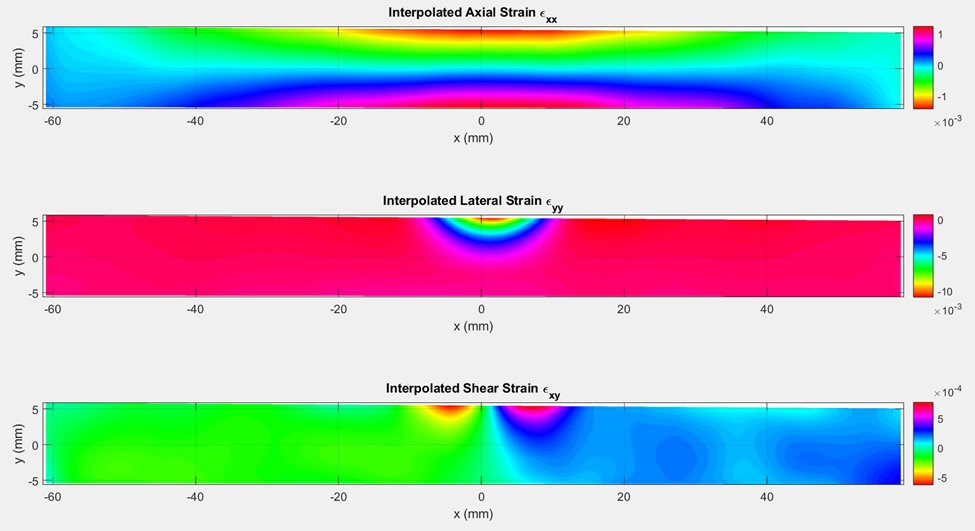 Interpolated Axial Strain ϵxx
5
0
-5
y (mm)
-60 -40 -20 0 20 40
x (mm)
1
0
-1
×10-3
Interpolated Lateral Strain ϵyy
5
0
-5
y (mm)
-60 -40 -20 0 20 40
x (mm)
0
-5
-10
×10-3
Interpolated Shear Strain ϵxy
×10-4
5
0
-5
y (mm)
-60 -40 -20 0 20 40
x (mm)
5
0
-5